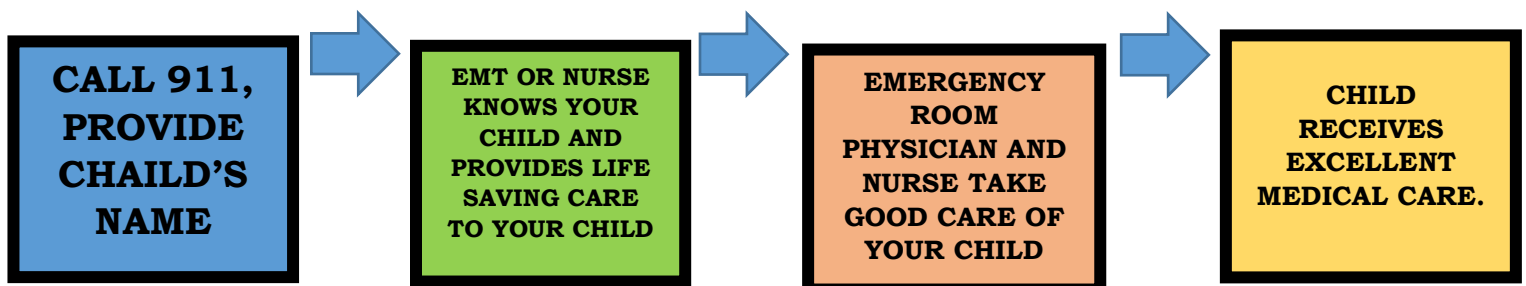 CALL 911,
PROVIDE
CHAILD'S
NAME
EMT OR NURSE
KNOWS YOUR
CHILD AND
PROVIDES LIFE
SAVING CARE
TO YOUR CHILD
EMERGENCY
ROOM
PHYSICIAN AND
NURSE TAKE
GOOD CARE OF
YOUR CHILD
CHILD
RECEIVES
EXCELLENT
MEDICAL CARE.